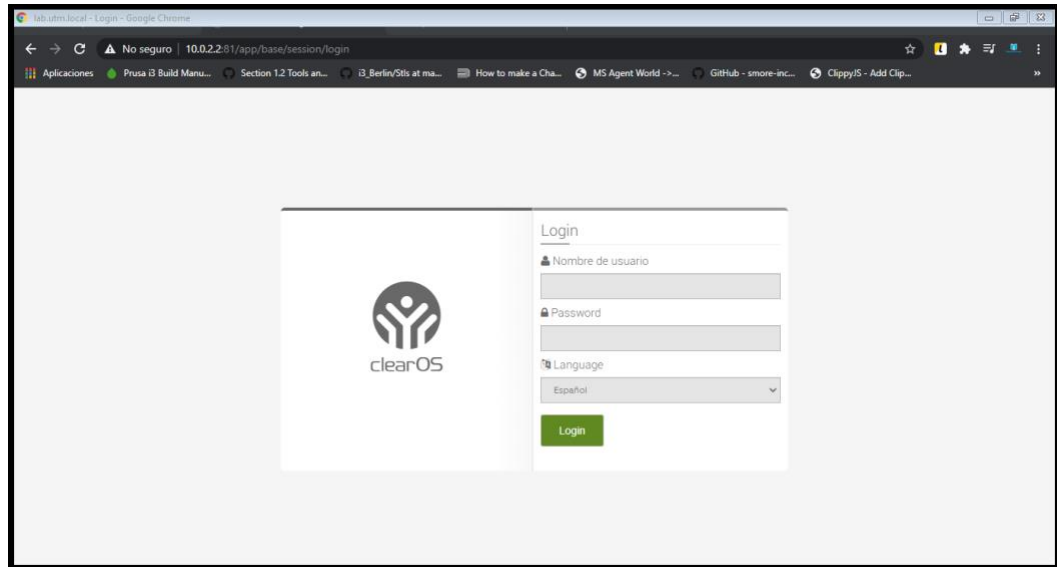 lab.utm.local - Login - Google Chrome
No seguro | 10.0.2.2:81/app/base/session/login
Aplicaciones Prusa i3 Build Manu... Section 1.2 Tools an... i3_Berlin/Stls at ma... How to make a Cha... MS Agent World ->... GitHub - smore-inc... ClippyJS - Add Clip... »
Login
Nombre de usuario
Password
clearOS
Language
Español
Login